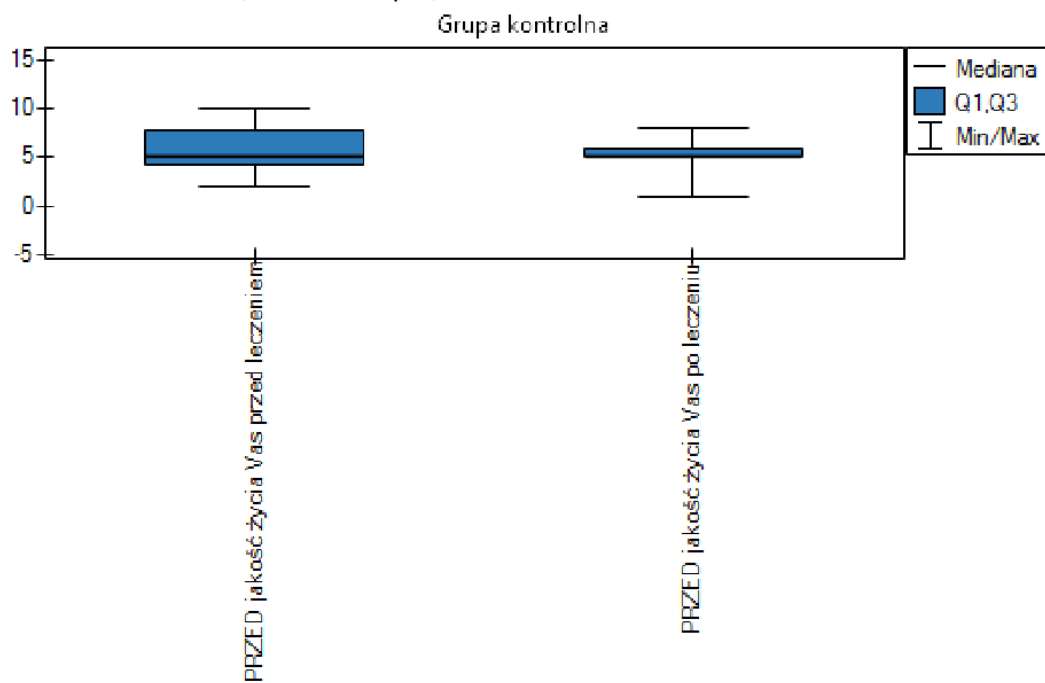 Grupa kontrolna
15
10
5
0
-5
Mediana
Q1,Q3
Min/Max
PRZED jakość życia Vas przed leczeniem
PRZED jakość życia Vas po leczeniu